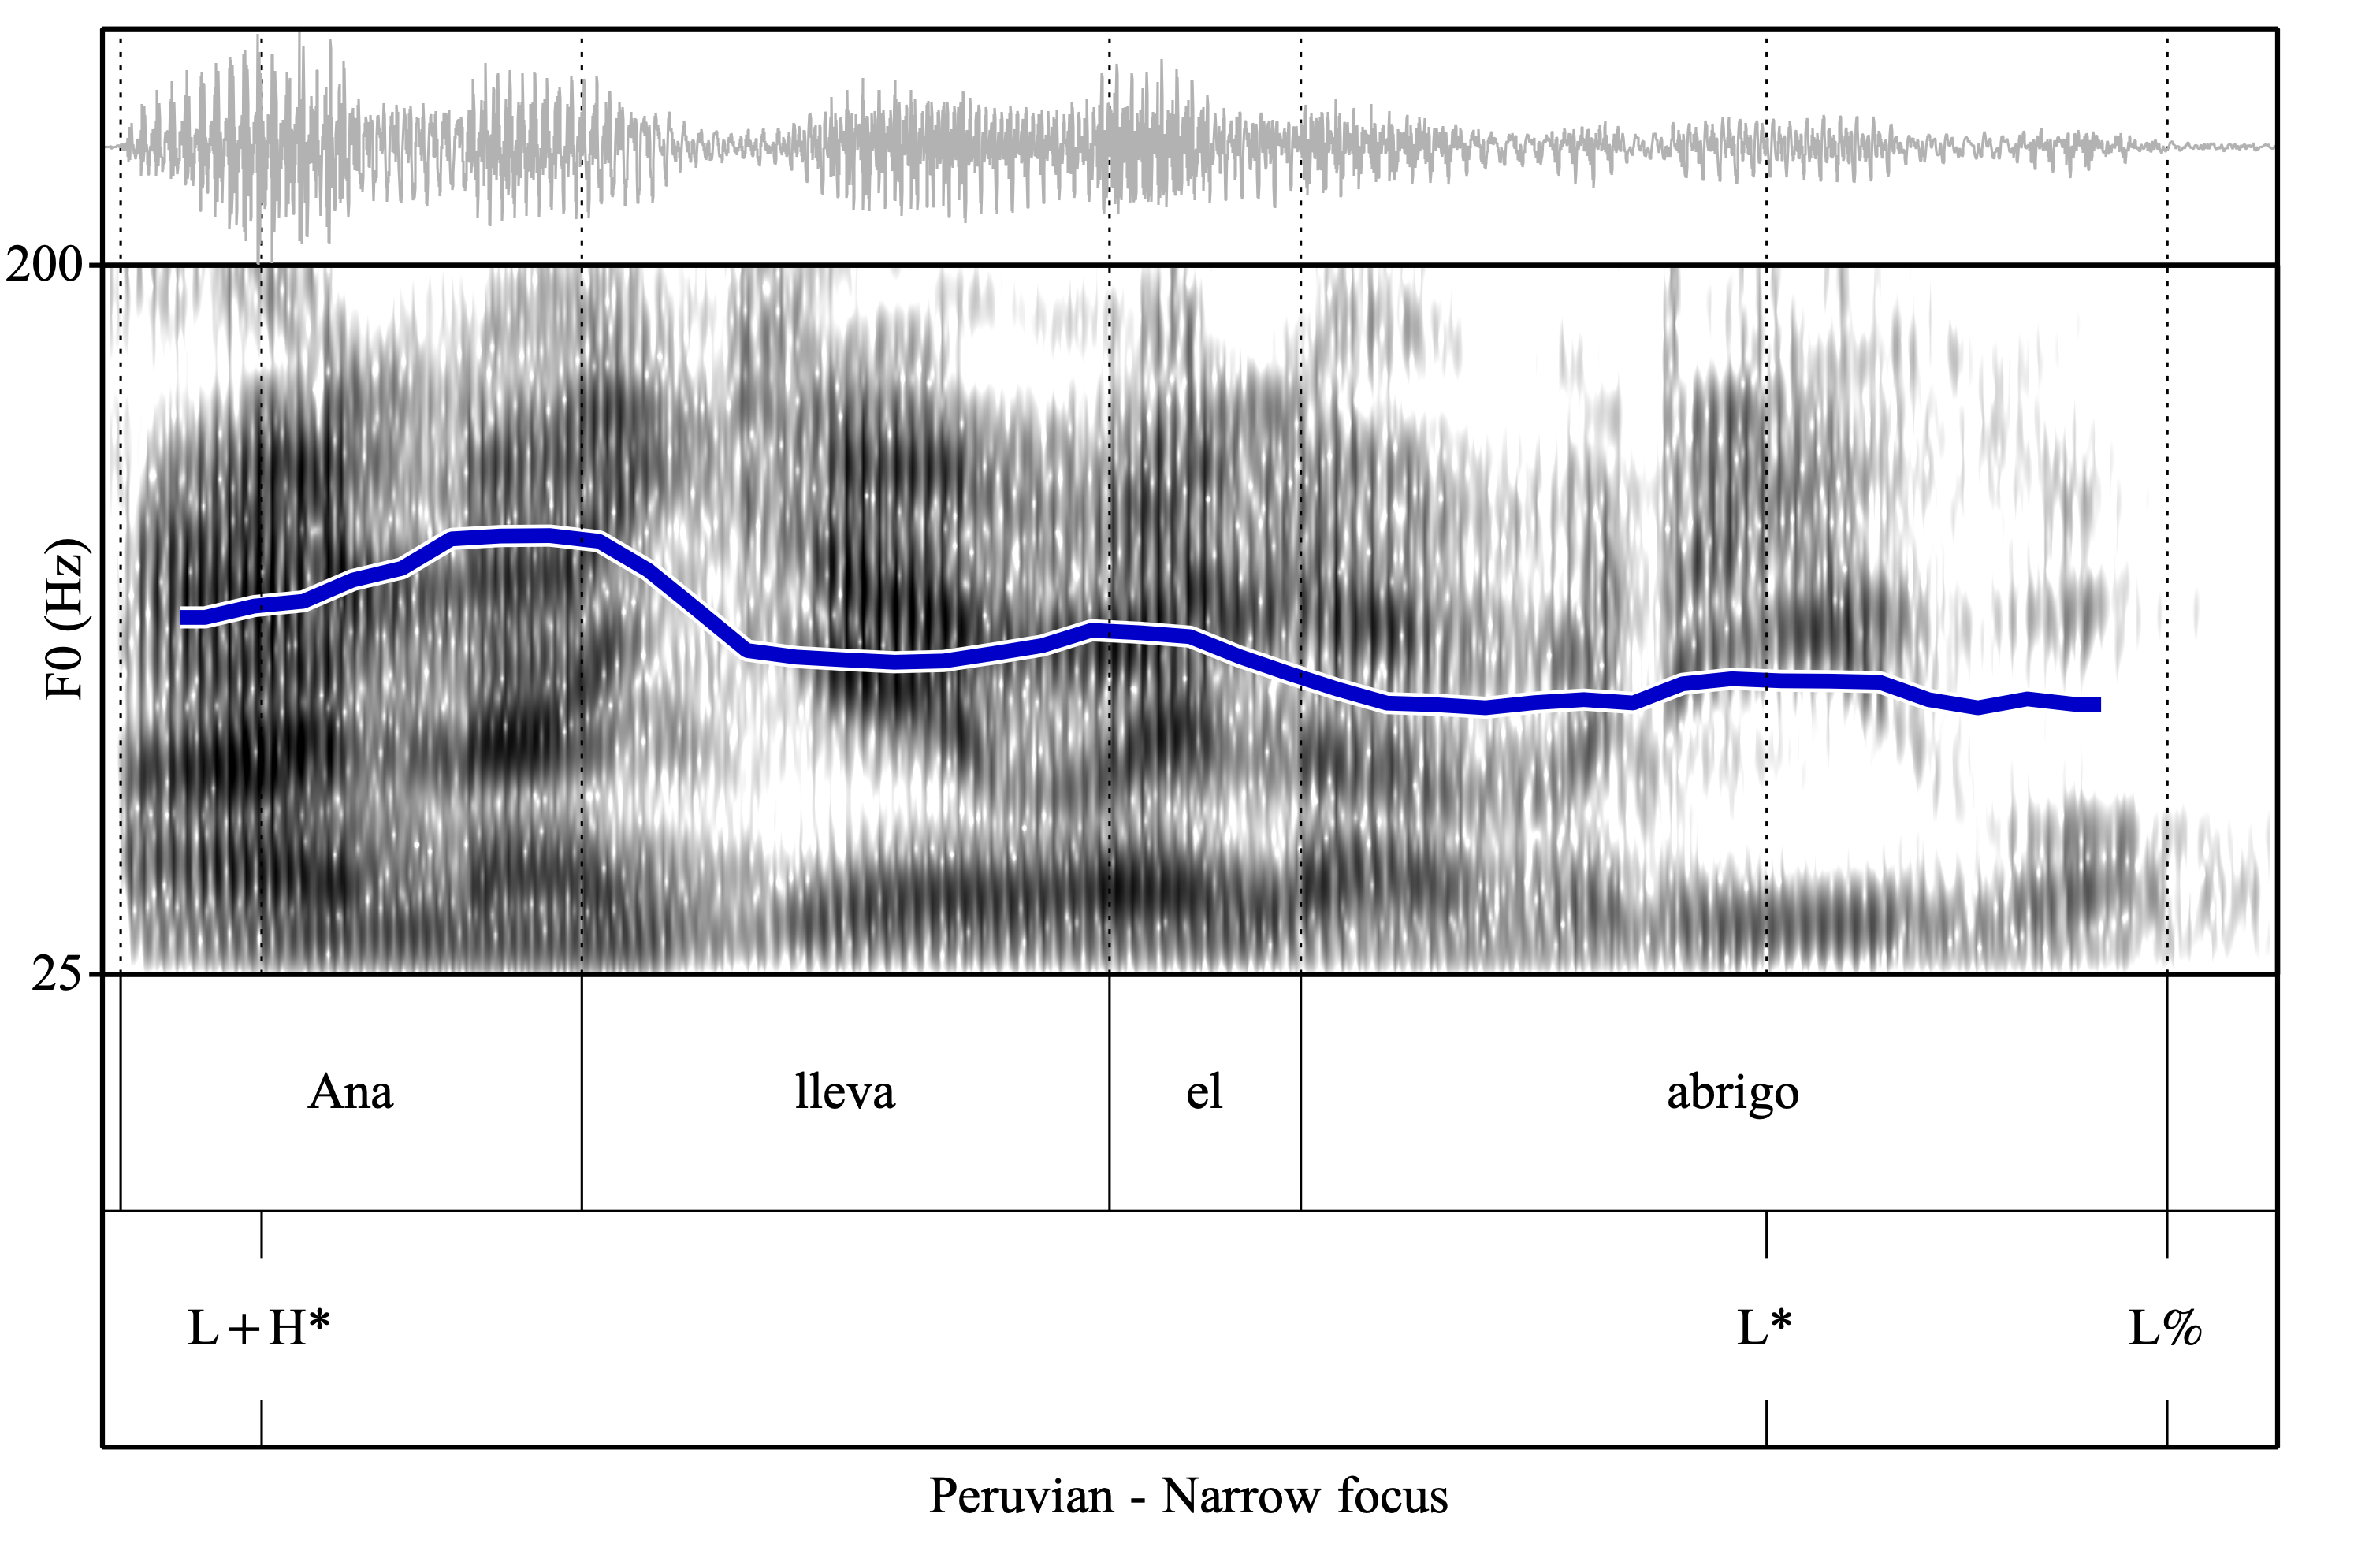 200
F0 (Hz)
25
Ana lleva el abrigo
L+H* L* L%
Peruvian - Narrow focus